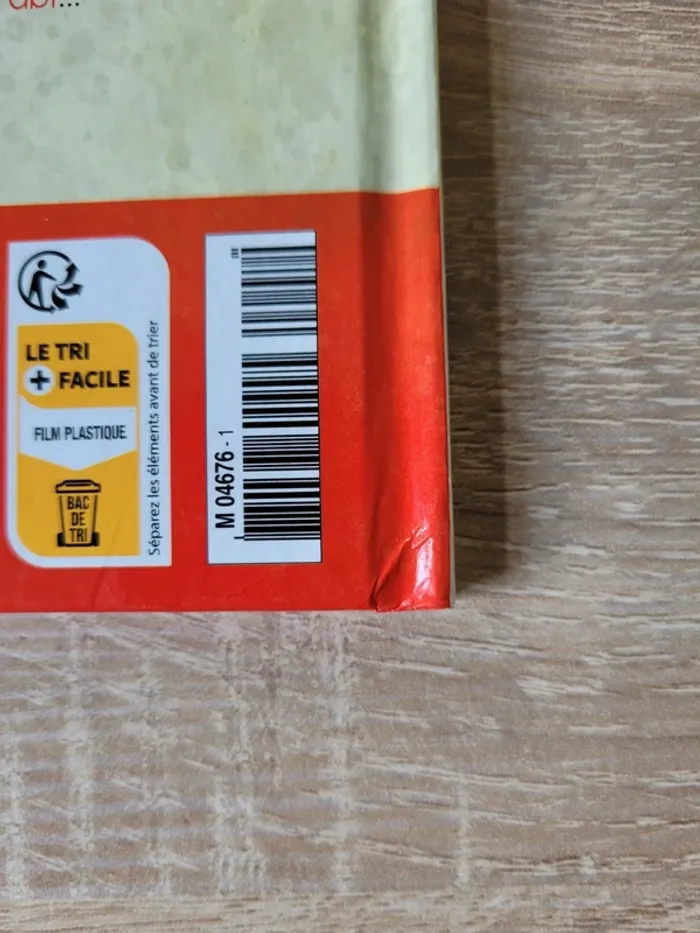 LE TRI
+ FACILE
FILM PLASTIQUE
BAC
DE
TRI
Séparez les éléments avant de trier
M 04676 - 1